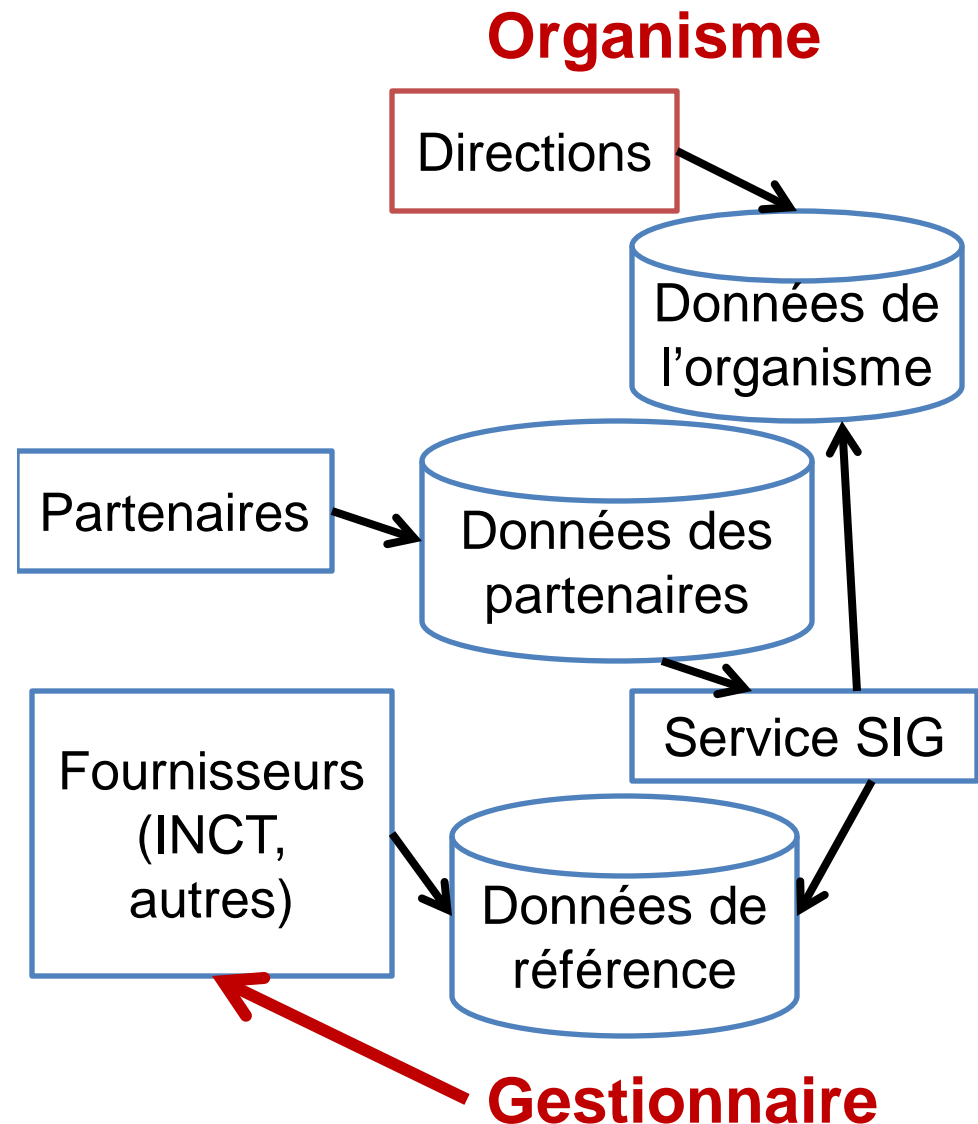 Organisme
Directions
Données de
l’organisme
Partenaires
Données des
partenaires
Service SIG
Fournisseurs
(INCT,
autres)
Données de
référence
Gestionnaire